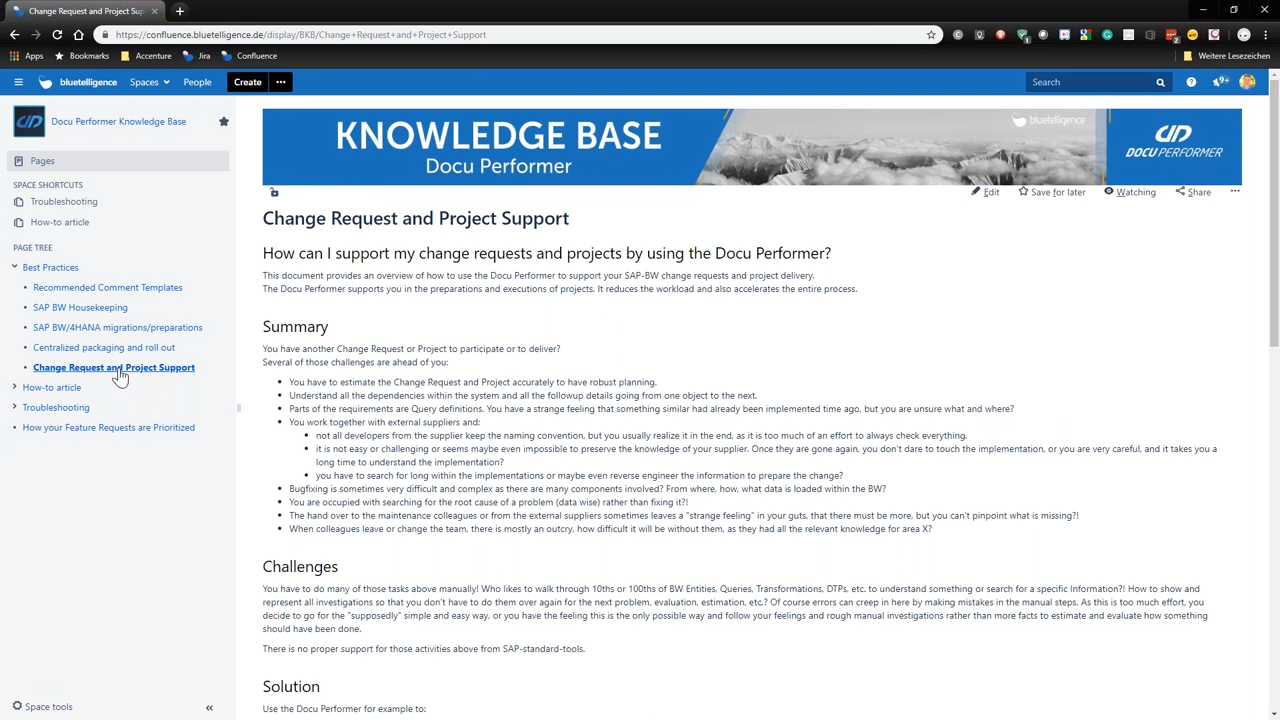 Change Request and Project Sup
https://confluence.bluetelligence.de/display/BKB/Change+Request+and+Project+Support
Apps
Bookmarks
Accenture
Jira
Confluence
Weitere Lesezeichen
bluetelligence
Spaces
People
Create
Search
9+
Docu Performer Knowledge Base
Pages
SPACE SHORTCUTS
Troubleshooting
How-to article
PAGE TREE
Best Practices
Recommended Comment Templates
SAP BW Housekeeping
SAP BW/4HANA migrations/preparations
Centralized packaging and roll out
Change Request and Project Support
How-to article
Troubleshooting
How your Feature Requests are Prioritized
Space tools
KNOWLEDGE BASE
Docu Performer
bluetelligence
DOCU PERFORMER
Edit
Save for later
Watching
Share
Change Request and Project Support
How can I support my change requests and projects by using the Docu Performer?
This document provides an overview of how to use the Docu Performer to support your SAP-BW change requests and project delivery.
The Docu Performer supports you in the preparations and executions of projects. It reduces the workload and also accelerates the entire process.
Summary
You have another Change Request or Project to participate or to deliver?
Several of those challenges are ahead of you:
You have to estimate the Change Request and Project accurately to have robust planning.
Understand all the dependencies within the system and all the followup details going from one object to the next.
Parts of the requirements are Query definitions. You have a strange feeling that something similar had already been implemented time ago, but you are unsure what and where?
You work together with external suppliers and:
not all developers from the supplier keep the naming convention, but you usually realize it in the end, as it is too much of an effort to always check everything.
it is not easy or challenging or seems maybe even impossible to preserve the knowledge of your supplier. Once they are gone again, you don't dare to touch the implementation, or you are very careful, and it takes you a
long time to understand the implementation?
you have to search for long within the implementations or maybe even reverse engineer the information to prepare the change?
Bugfixing is sometimes very difficult and complex as there are many components involved? From where, how, what data is loaded within the BW?
You are occupied with searching for the root cause of a problem (data wise) rather than fixing it?!
The hand over to the maintenance colleagues or from the external suppliers sometimes leaves a "strange feeling" in your guts, that there must be more, but you can't pinpoint what is missing?!
When colleagues leave or change the team, there is mostly an outcry, how difficult it will be without them, as they had all the relevant knowledge for area X?
Challenges
You have to do many of those tasks above manually! Who likes to walk through 10ths or 100ths of BW Entities, Queries, Transformations, DTPs, etc. to understand something or search for a specific Information?! How to show and
represent all investigations so that you don't have to do them over again for the next problem, evaluation, estimation, etc.? Of course errors can creep in here by making mistakes in the manual steps. As this is too much effort, you
decide to go for the "supposedly" simple and easy way, or you have the feeling this is the only possible way and follow your feelings and rough manual investigations rather than more facts to estimate and evaluate how something
should have been done.
There is no proper support for those activities above from SAP-standard-tools.
Solution
Use the Docu Performer for example to: